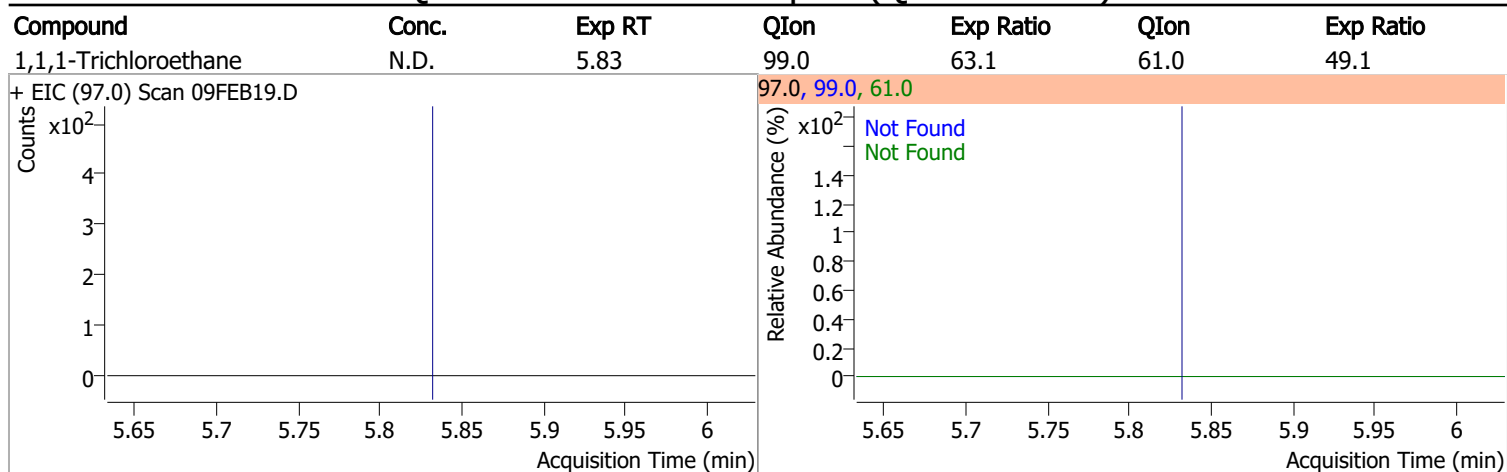 Compound Conc. Exp RT QIon Exp Ratio QIon Exp Ratio
1,1,1-Trichloroethane N.D. 5.83 99.0 63.1 61.0 49.1
+ EIC (97.0) Scan 09FEB19.D
Counts
x10²
4
3
2
1
0
5.65 5.7 5.75 5.8 5.85 5.9 5.95 6
Acquisition Time (min)
97.0, 99.0, 61.0
Relative Abundance (%)
x10²
Not Found
Not Found
1.4
1.2
1
0.8
0.6
0.4
0.2
0
5.65 5.7 5.75 5.8 5.85 5.9 5.95 6
Acquisition Time (min)